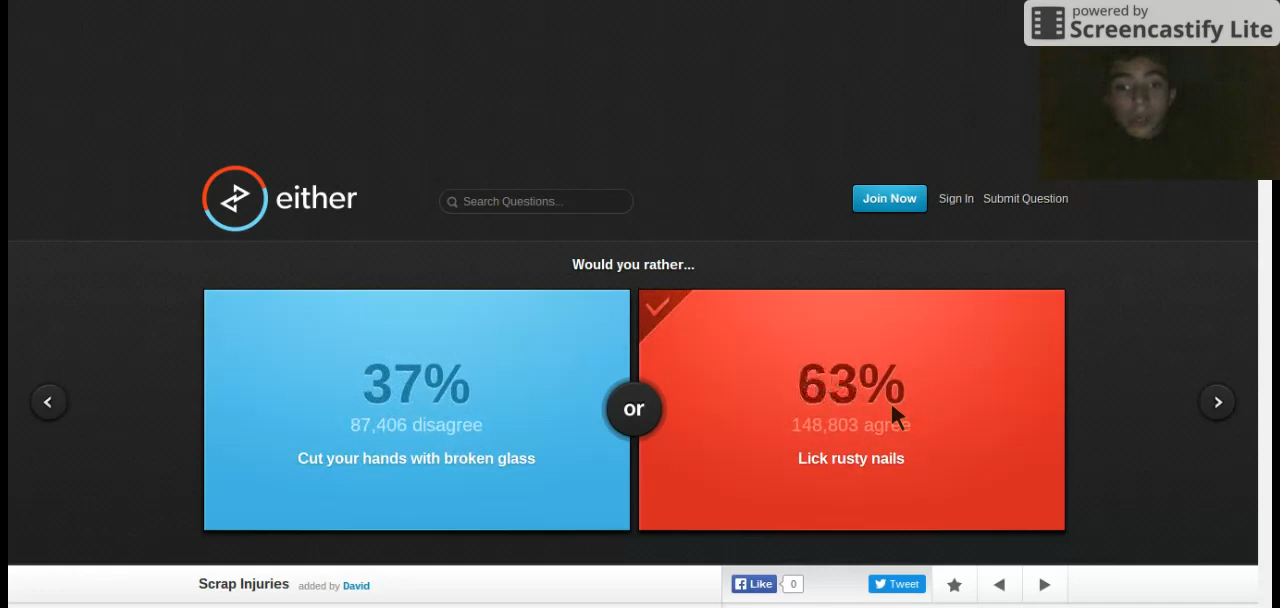 powered by
Screencastify Lite
either
Search Questions...
Join Now
Sign In
Submit Question
Would you rather...
37%
87,406 disagree
Cut your hands with broken glass
or
63%
148,803 agree
Lick rusty nails
Scrap Injuries added by David
Like
0
Tweet